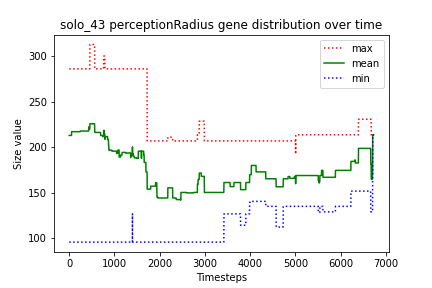 solo_43 perceptionRadius gene distribution over time
max
mean
min
Size value
300
250
200
150
100
0 1000 2000 3000 4000 5000 6000 7000
Timesteps